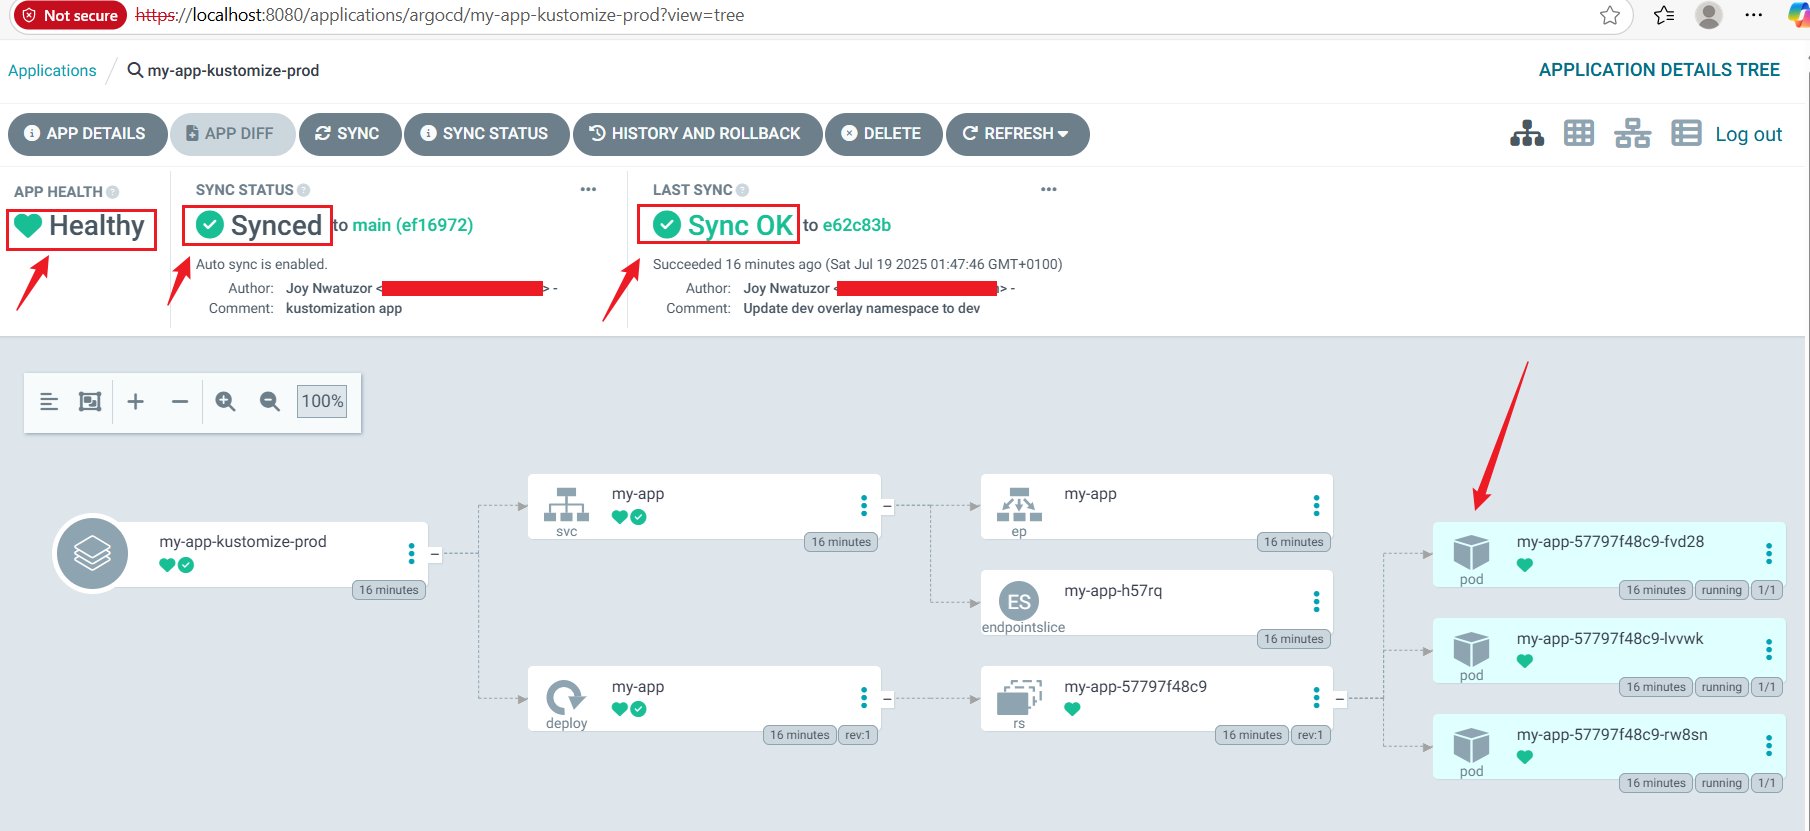 Not secure https://localhost:8080/applications/argocd/my-app-kustomize-prod?view=tree
Applications / my-app-kustomize-prod
APPLICATION DETAILS TREE
APP DETAILS
APP DIFF
SYNC
SYNC STATUS
HISTORY AND ROLLBACK
DELETE
REFRESH
Log out
APP HEALTH
Healthy
SYNC STATUS
Synced to main (ef16972)
Auto sync is enabled.
Author: Joy Nwatuzor < > -
Comment: kustomization app
LAST SYNC
Sync OK to e62c83b
Succeeded 16 minutes ago (Sat Jul 19 2025 01:47:46 GMT+0100)
Author: Joy Nwatuzor < > -
Comment: Update dev overlay namespace to dev
100%
my-app-kustomize-prod
16 minutes
my-app
svc
16 minutes
my-app
deploy
16 minutes rev:1
my-app
ep
16 minutes
ES
my-app-h57rq
endpointslice
16 minutes
my-app-57797f48c9
rs
16 minutes rev:1
my-app-57797f48c9-fvd28
pod
16 minutes running 1/1
my-app-57797f48c9-lvvwk
pod
16 minutes running 1/1
my-app-57797f48c9-rw8sn
pod
16 minutes running 1/1